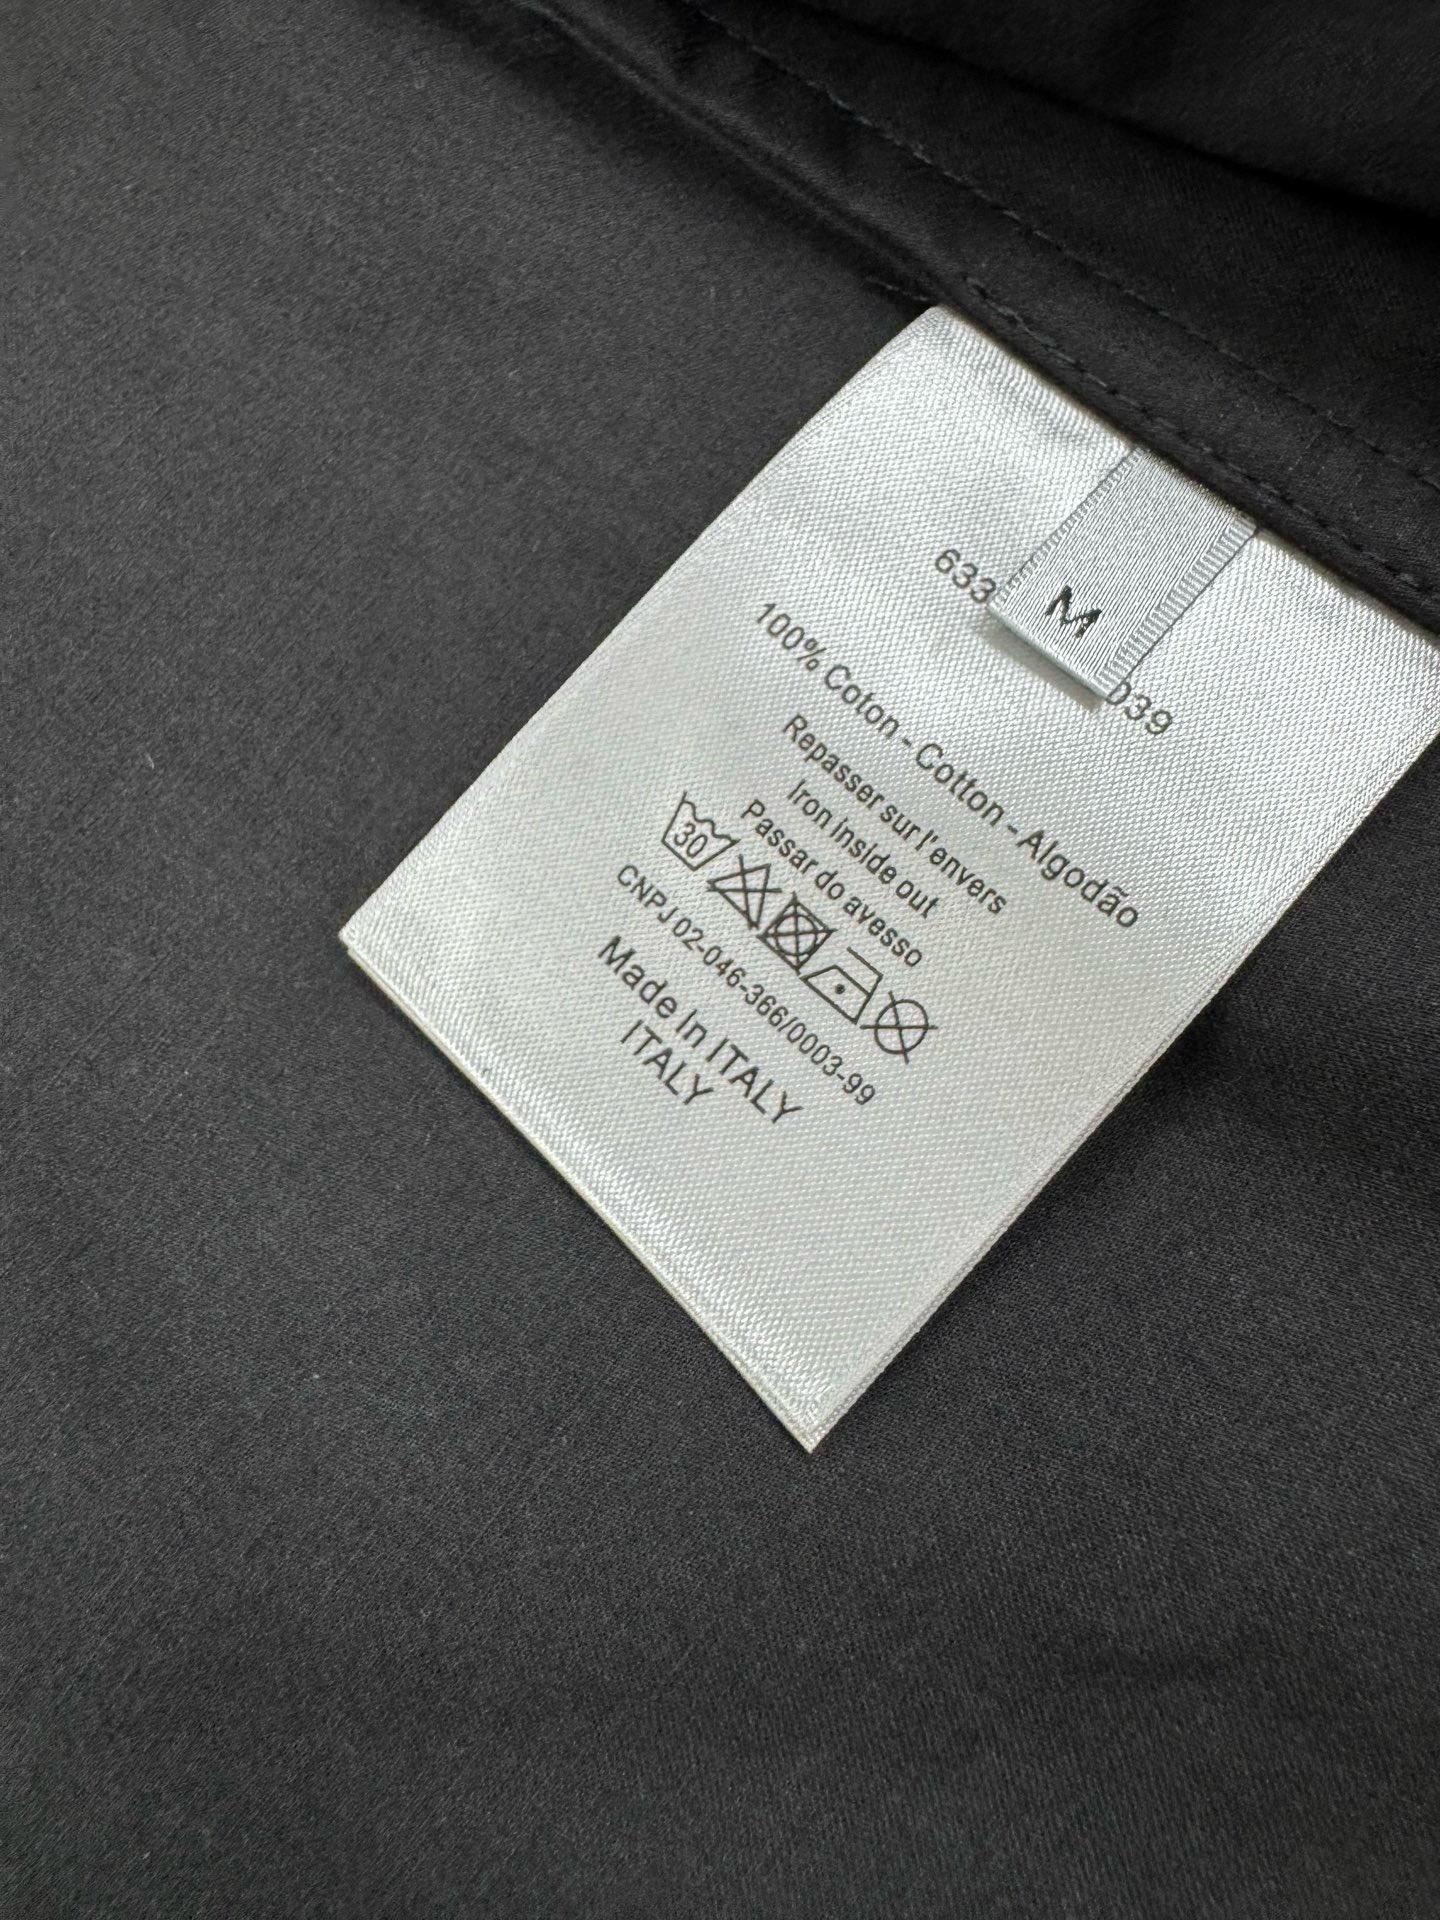 M
633
039
100% Coton - Cotton - Algodão
Repasser sur l'envers
Iron inside out
Passar do avesso
30
CNPJ 02-046-366/0003-99
Made In ITALY
ITALY